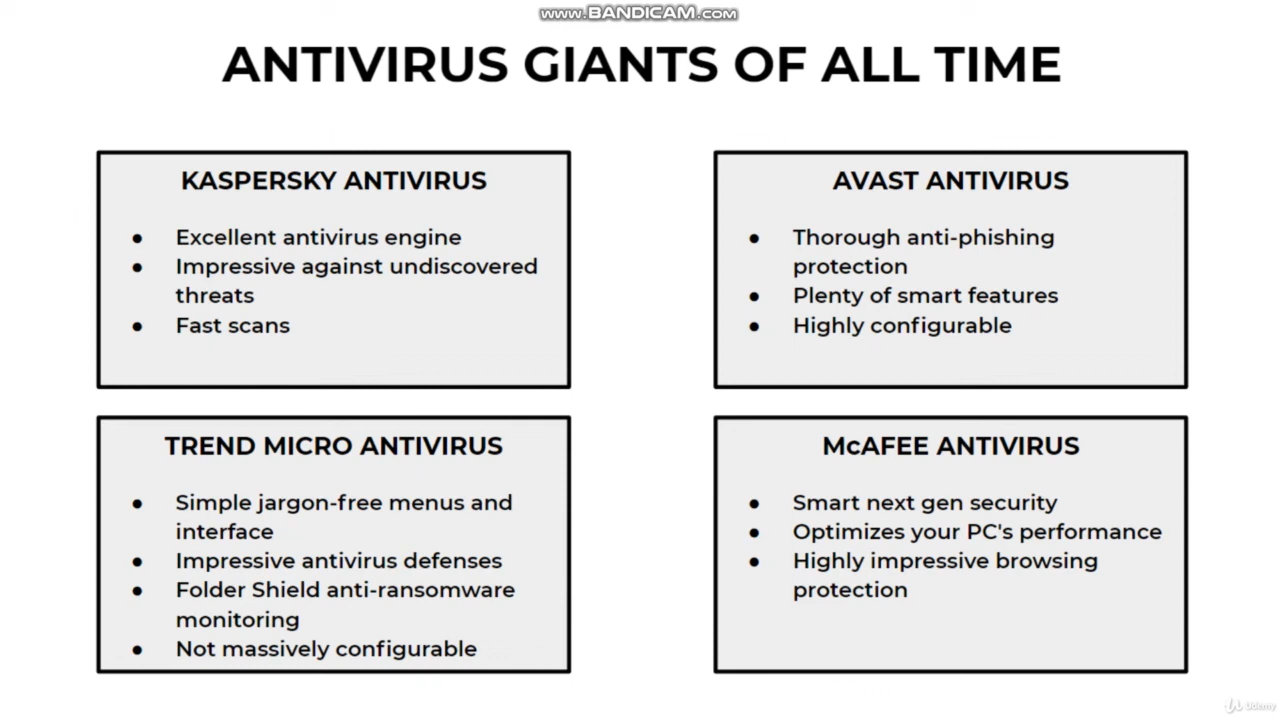 www.BANDICAM.com
ANTIVIRUS GIANTS OF ALL TIME
KASPERSKY ANTIVIRUS
● Excellent antivirus engine
● Impressive against undiscovered
threats
● Fast scans
AVAST ANTIVIRUS
● Thorough anti-phishing
protection
● Plenty of smart features
● Highly configurable
TREND MICRO ANTIVIRUS
● Simple jargon-free menus and
interface
● Impressive antivirus defenses
● Folder Shield anti-ransomware
monitoring
● Not massively configurable
McAFEE ANTIVIRUS
● Smart next gen security
● Optimizes your PC's performance
● Highly impressive browsing
protection
Udemy